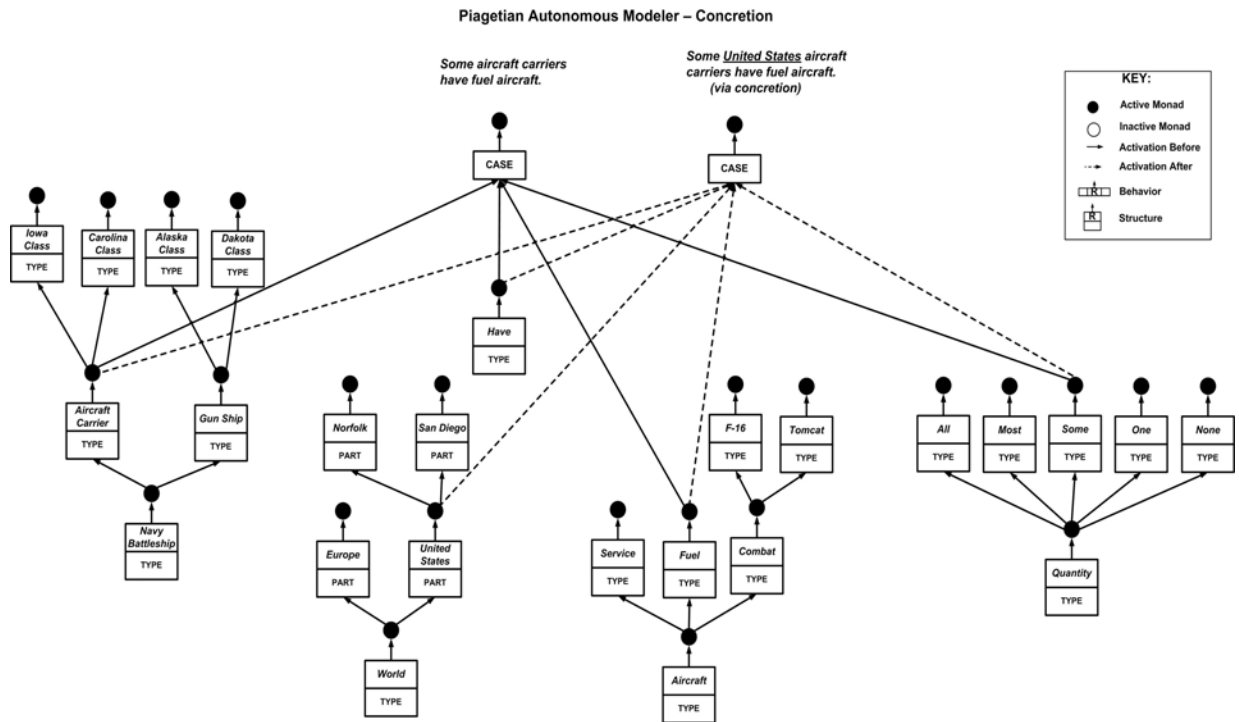 Piagetian Autonomous Modeler – Concretion
Some aircraft carriers
have fuel aircraft.
Some United States aircraft
carriers have fuel aircraft.
(via concretion)
KEY:
Active Monad
Inactive Monad
Activation Before
Activation After
R
Behavior
R
Structure
CASE
CASE
Iowa
Class
TYPE
Carolina
Class
TYPE
Alaska
Class
TYPE
Dakota
Class
TYPE
Have
TYPE
Aircraft
Carrier
TYPE
Gun Ship
TYPE
Norfolk
PART
San Diego
PART
F-16
TYPE
Tomcat
TYPE
All
TYPE
Most
TYPE
Some
TYPE
One
TYPE
None
TYPE
Navy
Battleship
TYPE
Europe
PART
United
States
PART
Service
TYPE
Fuel
TYPE
Combat
TYPE
Quantity
TYPE
World
TYPE
Aircraft
TYPE